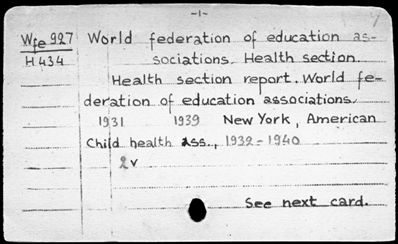 -1-
Wfe 927 World federation of education as-
H434 sociations. Health section.
Health section report. World fe-
deration of education associations.
1931 1939 New York, American
Child health ass., 1932-1940
2v
See next card.